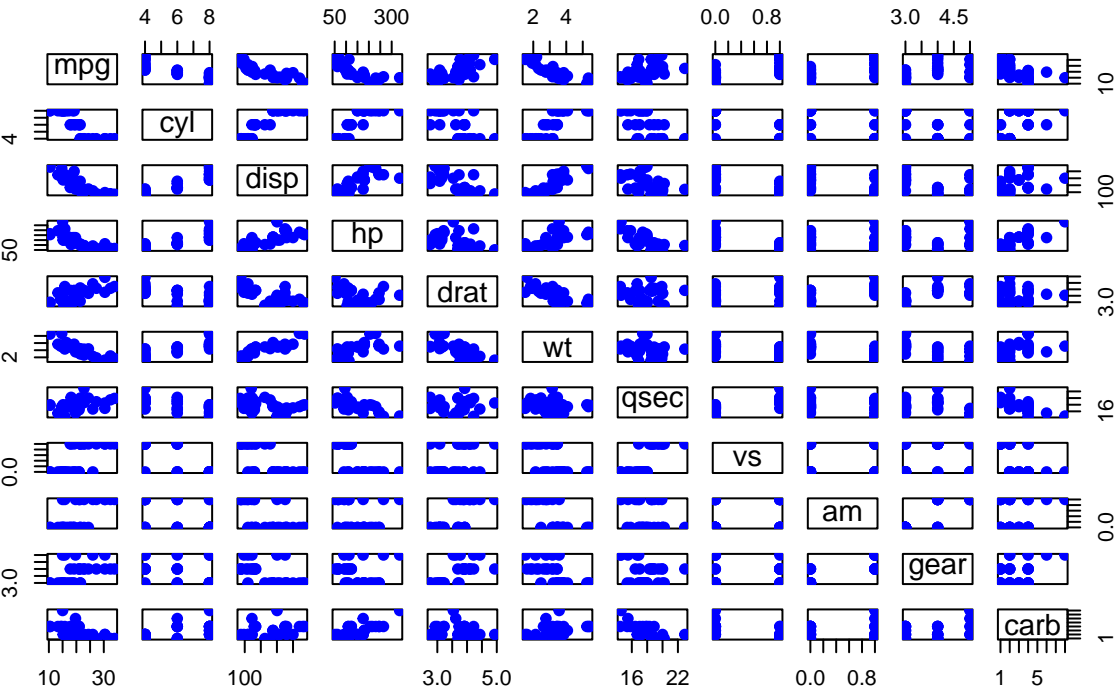 4 6 8 50 300 2 4 0.0 0.8 3.0 4.5
mpg 10
4 cyl
disp 100
50 hp
drat 3.0
2 wt
qsec 16
0.0 vs
am 0.0
3.0 gear
carb 1
10 30 100 3.0 5.0 16 22 0.0 0.8 1 5